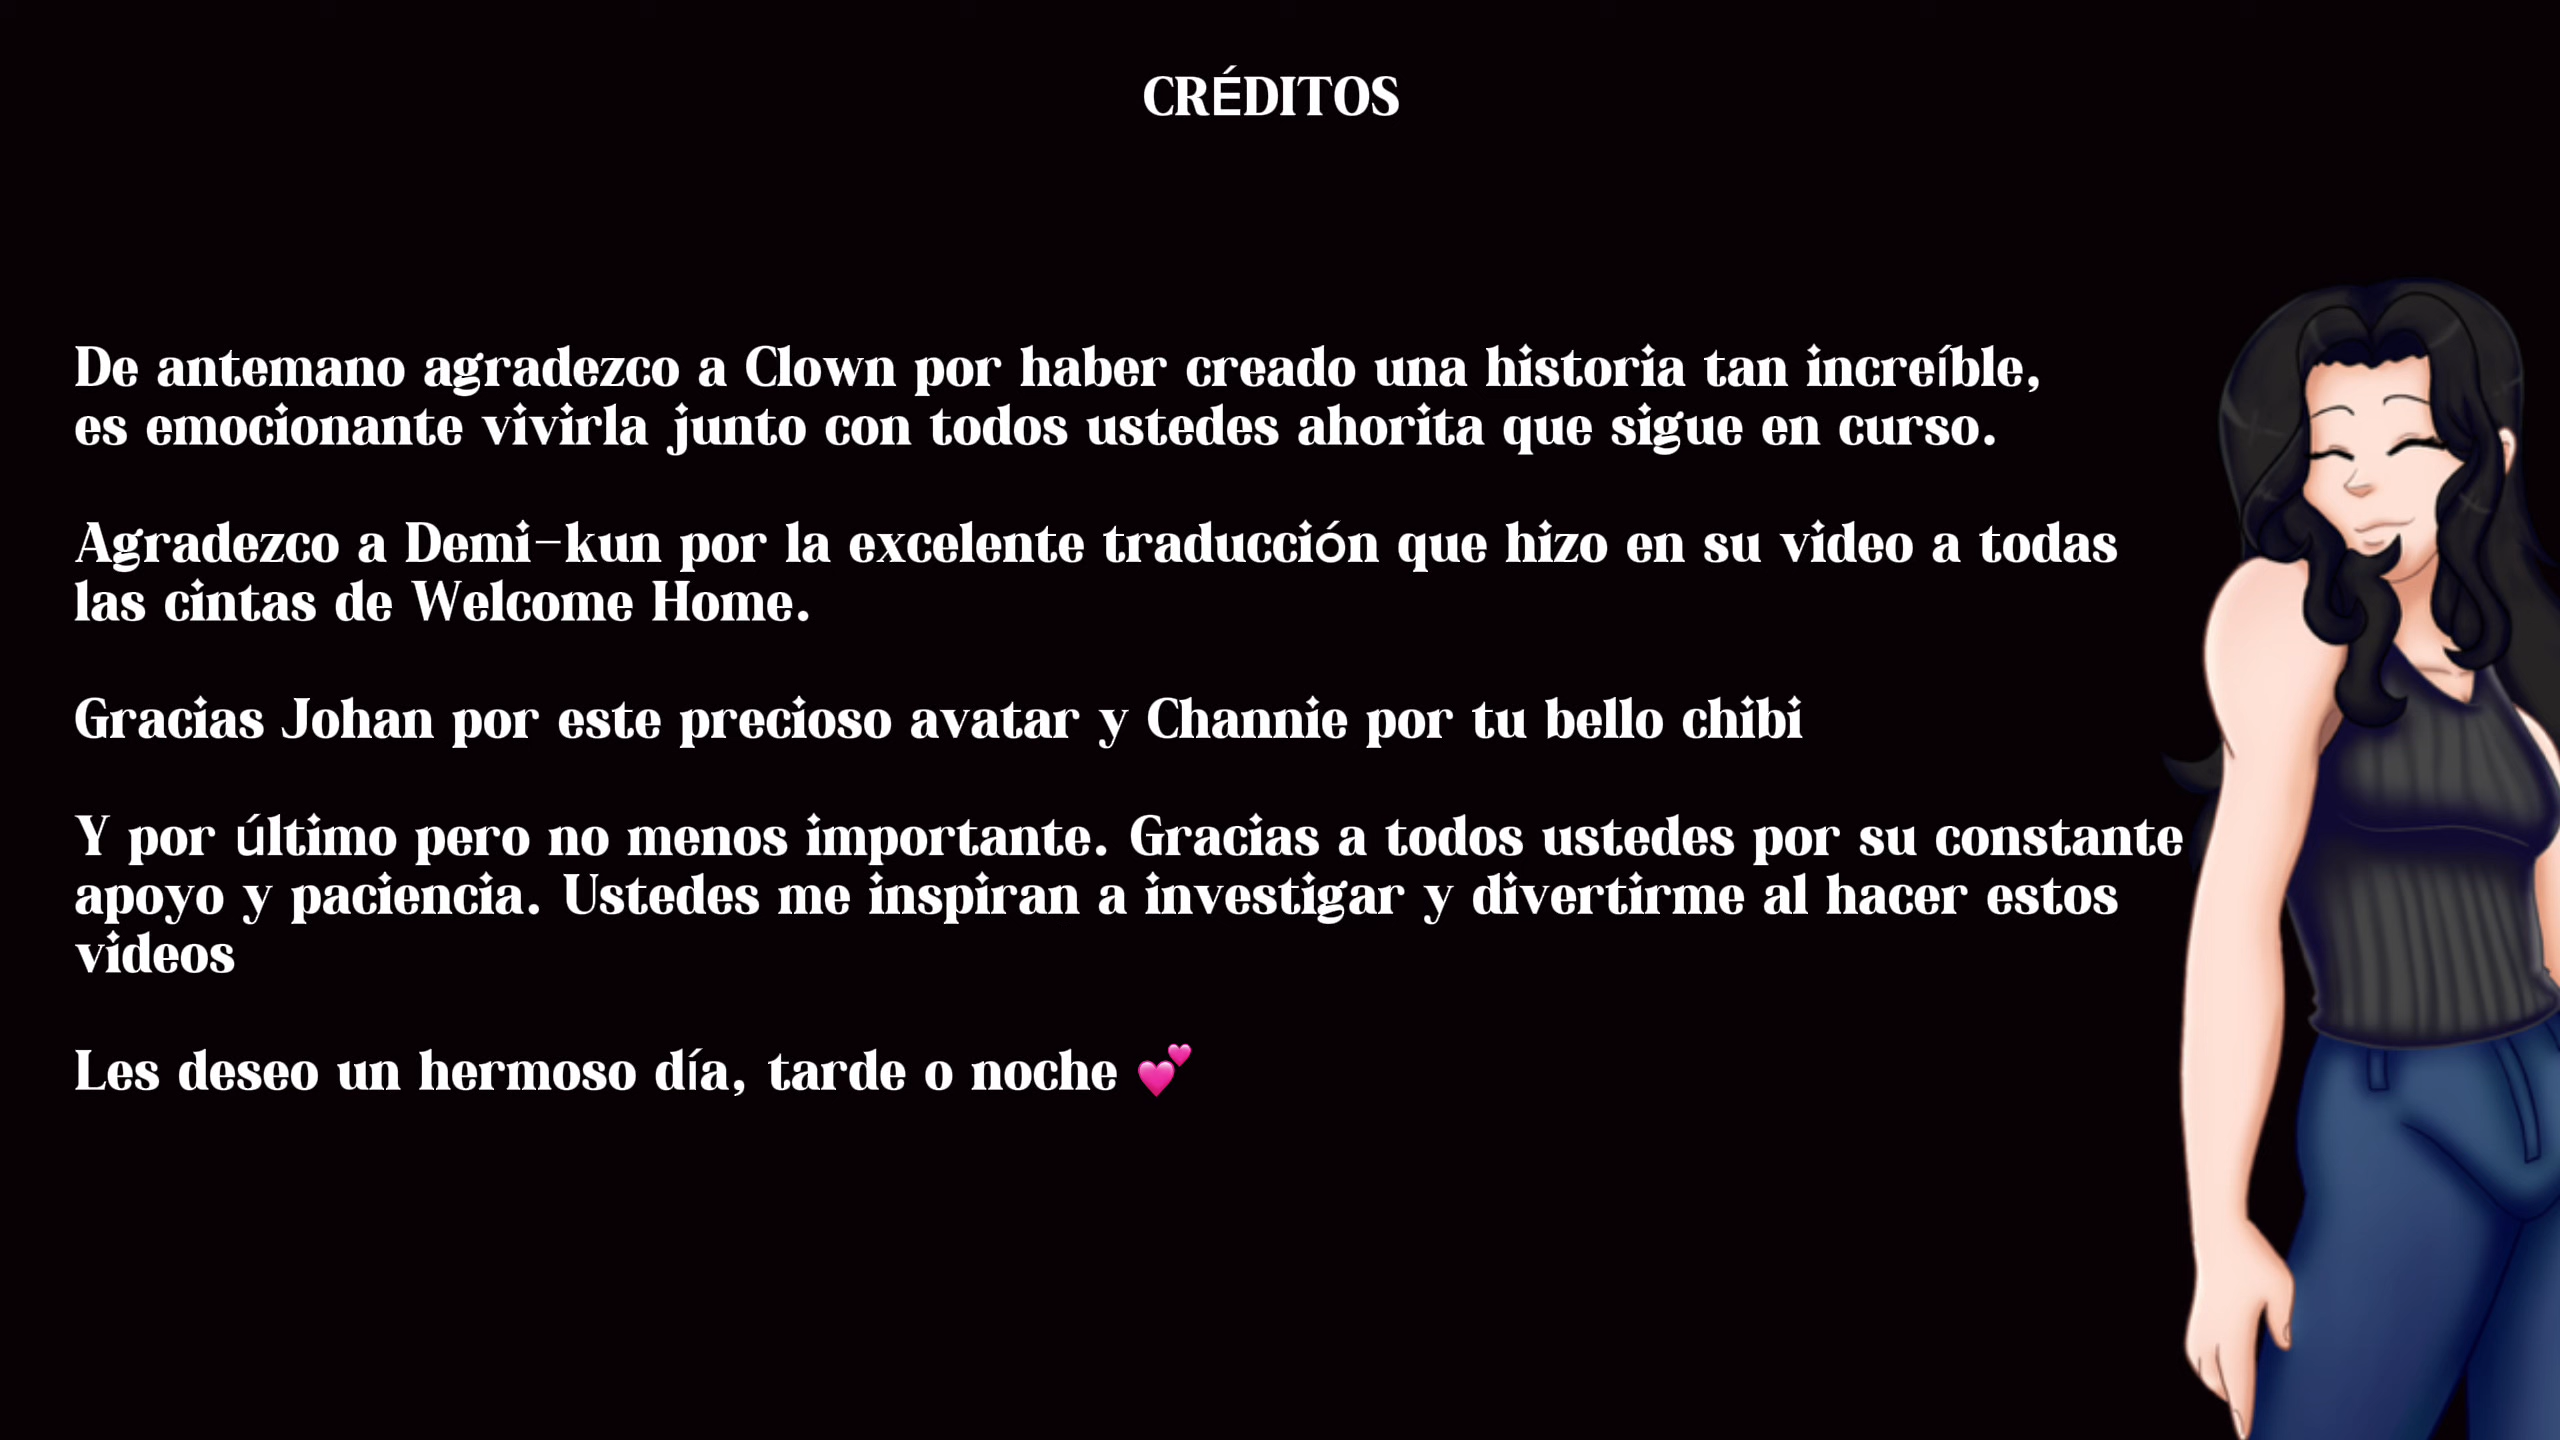 CRÉDITOS
De antemano agradezco a Clown por haber creado una historia tan increíble,
es emocionante vivirla junto con todos ustedes ahorita que sigue en curso.
Agradezco a Demi-kun por la excelente traducción que hizo en su video a todas
las cintas de Welcome Home.
Gracias Johan por este precioso avatar y Channie por tu bello chibi
Y por último pero no menos importante. Gracias a todos ustedes por su constante
apoyo y paciencia. Ustedes me inspiran a investigar y divertirme al hacer estos
videos
Les deseo un hermoso día, tarde o noche 💕